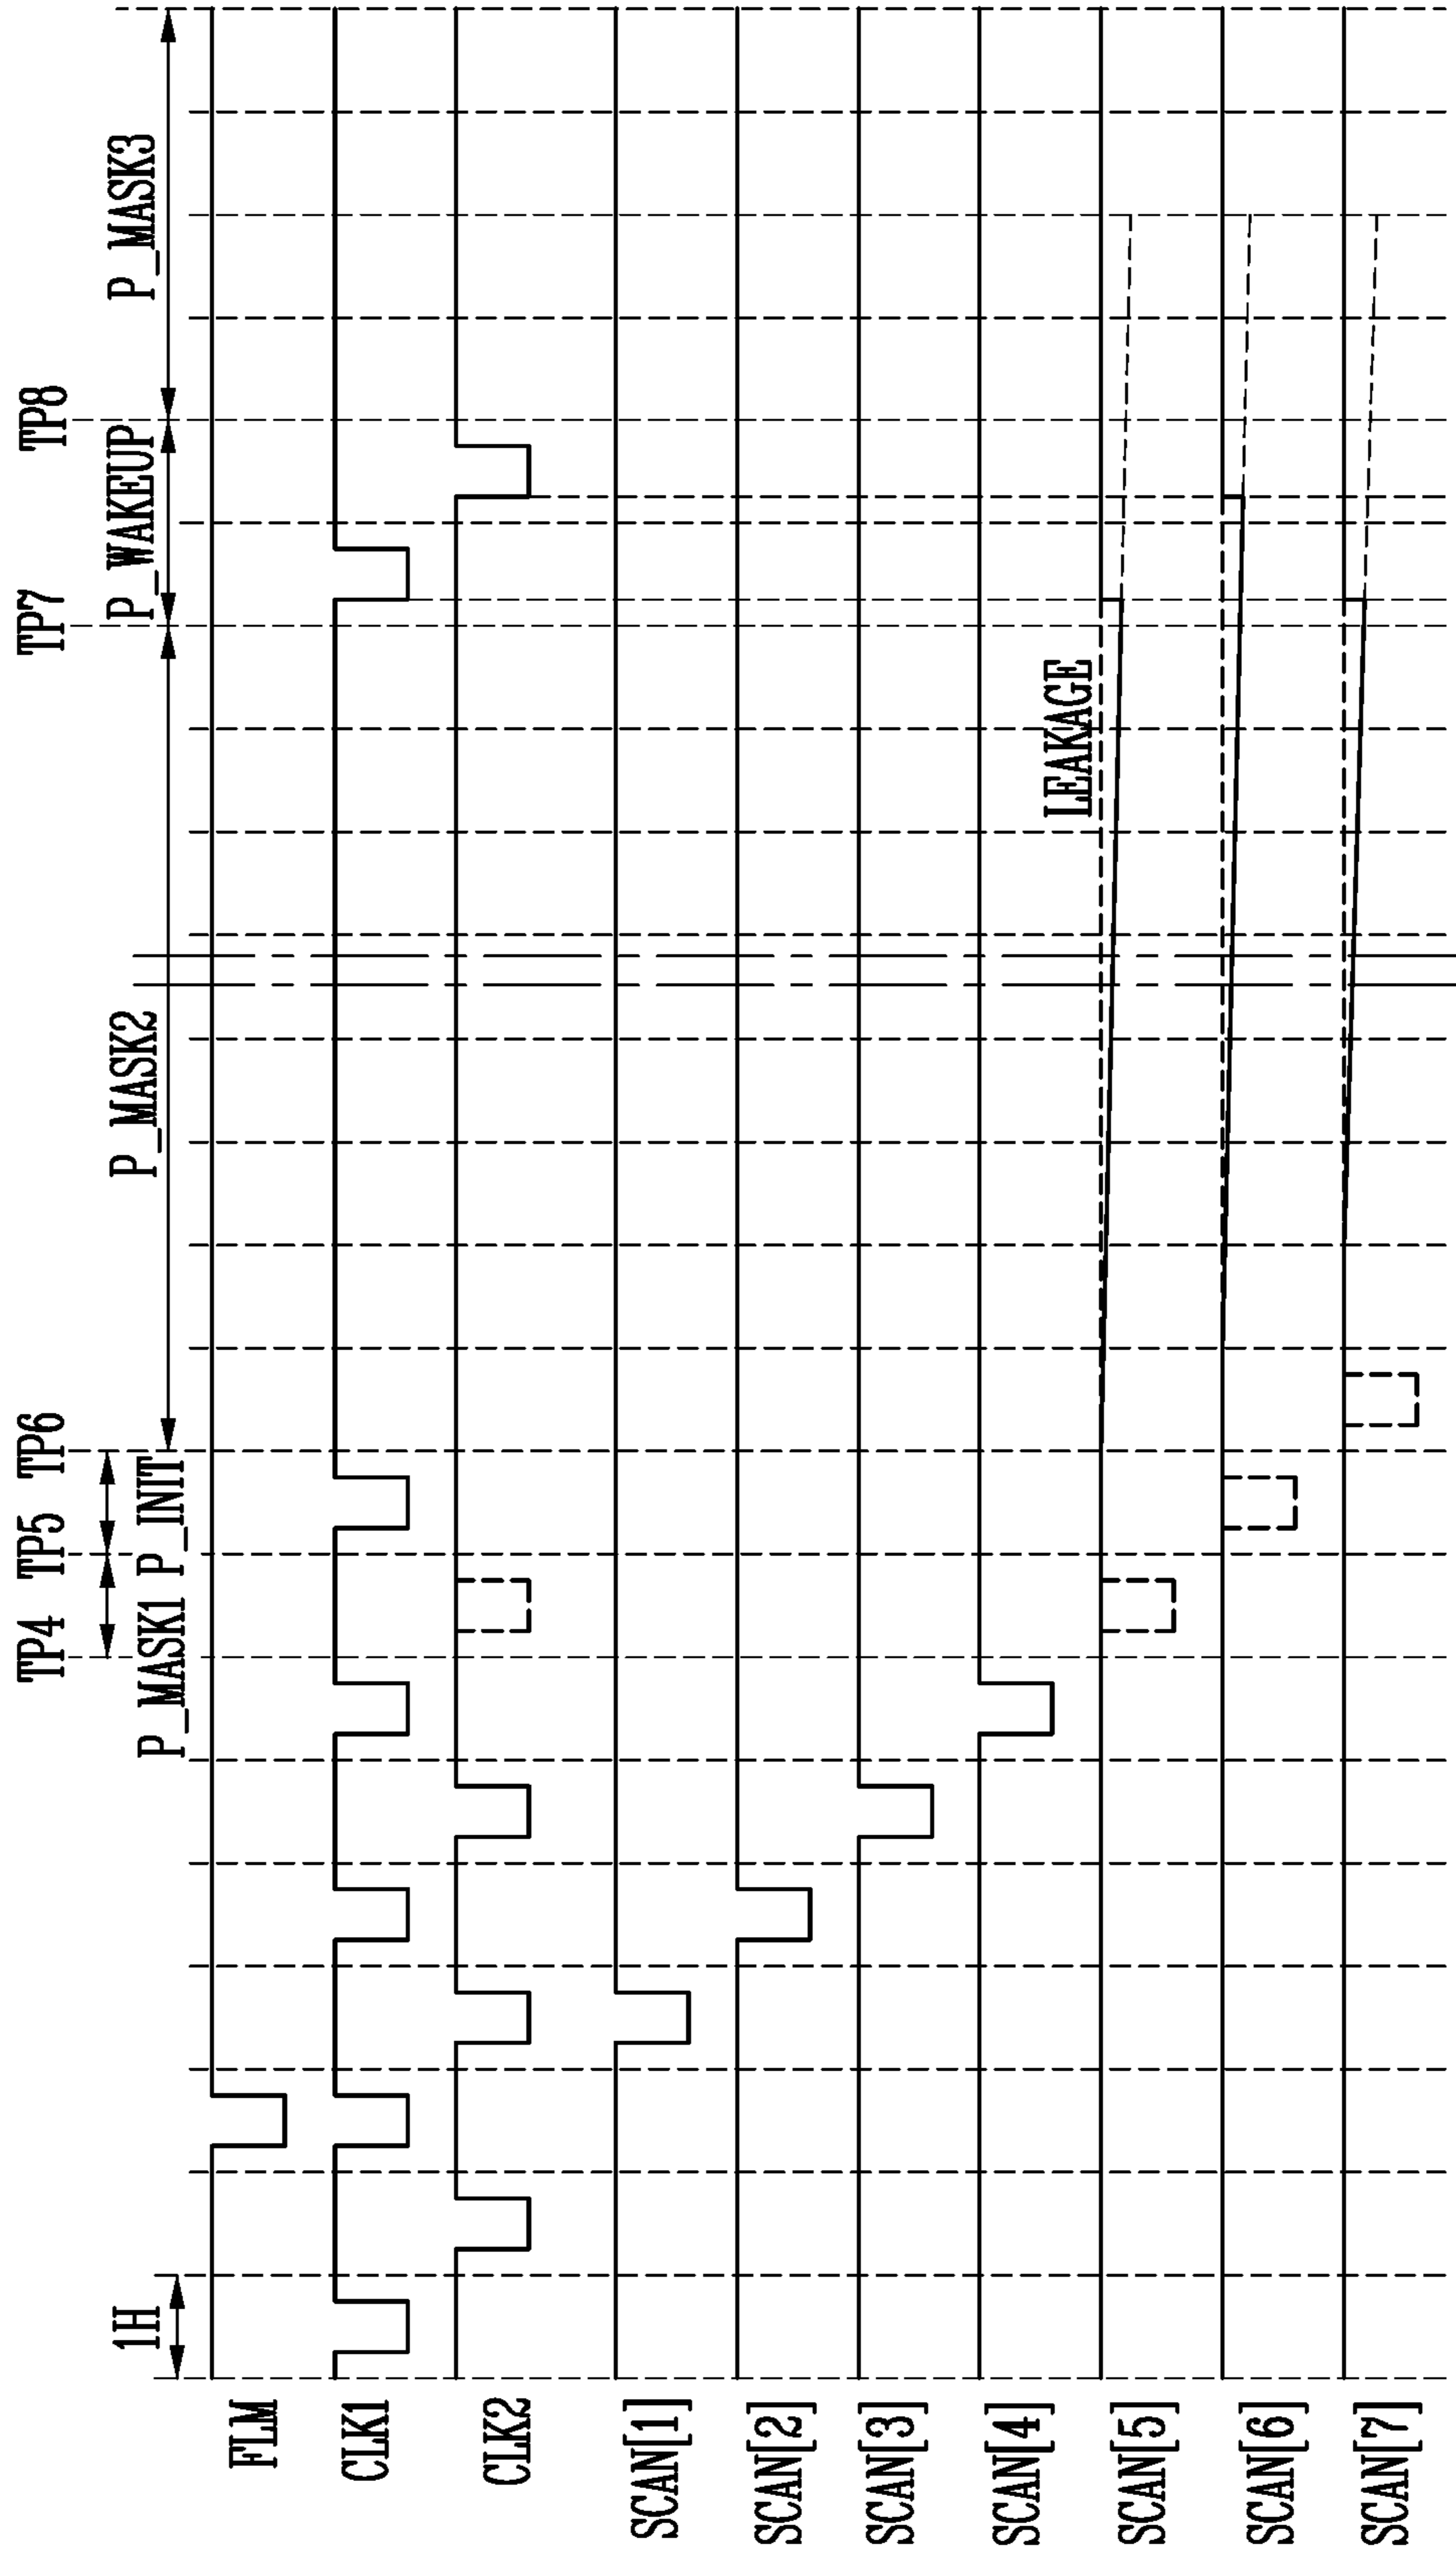 TP4 TP5 TP6 TP7 TP8
1H P_MASK1 P_INIT P_MASK2 P_WAKEUP P_MASK3
FLM
CLK1
CLK2
SCAN[1]
SCAN[2]
SCAN[3]
SCAN[4]
LEAKAGE
SCAN[5]
SCAN[6]
SCAN[7]